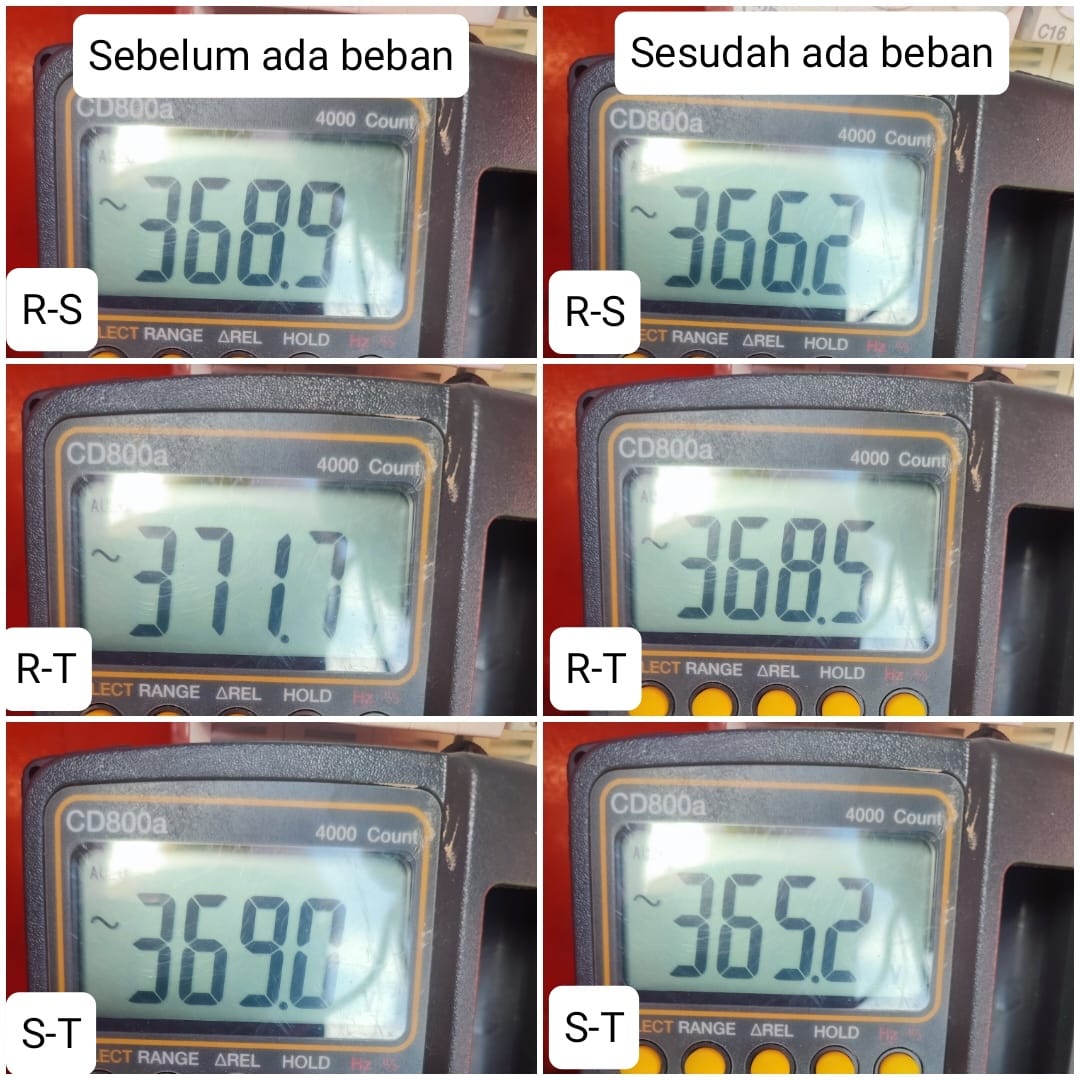 Sebelum ada beban
CD800a
4000 Count
~368.9
R-S
LECT RANGE ΔREL HOLD Hz %
Sesudah ada beban
C16
CD800a
4000 Count
~366.2
R-S
ECT RANGE ΔREL HOLD Hz %
CD800a
4000 Count
~371.7
R-T
LECT RANGE ΔREL HOLD Hz %
CD800a
4000 Count
~368.5
R-T
LECT RANGE ΔREL HOLD Hz %
CD800a
4000 Count
~369.0
S-T
ECT RANGE ΔREL HOLD Hz %
CD800a
4000 Count
~365.2
S-T
ECT RANGE ΔREL HOLD Hz %